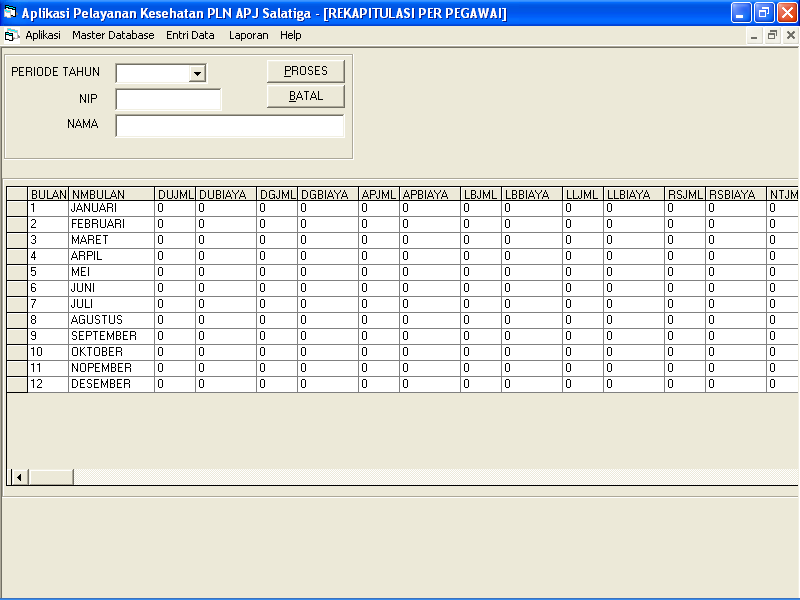 Aplikasi Pelayanan Kesehatan PLN APJ Salatiga - [REKAPITULASI PER PEGAWAI]
Aplikasi Master Database Entri Data Laporan Help
PERIODE TAHUN PROSES
NIP BATAL
NAMA
BULAN NMBULAN DUJML DUBIAYA DGJML DGBIAYA APJML APBIAYA LBJML LBBIAYA LLJML LLBIAYA RSJML RSBIAYA NTJM
1 JANUARI 0 0 0 0 0 0 0 0 0 0 0 0 0
2 FEBRUARI 0 0 0 0 0 0 0 0 0 0 0 0 0
3 MARET 0 0 0 0 0 0 0 0 0 0 0 0 0
4 ARPIL 0 0 0 0 0 0 0 0 0 0 0 0 0
5 MEI 0 0 0 0 0 0 0 0 0 0 0 0 0
6 JUNI 0 0 0 0 0 0 0 0 0 0 0 0 0
7 JULI 0 0 0 0 0 0 0 0 0 0 0 0 0
8 AGUSTUS 0 0 0 0 0 0 0 0 0 0 0 0 0
9 SEPTEMBER 0 0 0 0 0 0 0 0 0 0 0 0 0
10 OKTOBER 0 0 0 0 0 0 0 0 0 0 0 0 0
11 NOPEMBER 0 0 0 0 0 0 0 0 0 0 0 0 0
12 DESEMBER 0 0 0 0 0 0 0 0 0 0 0 0 0